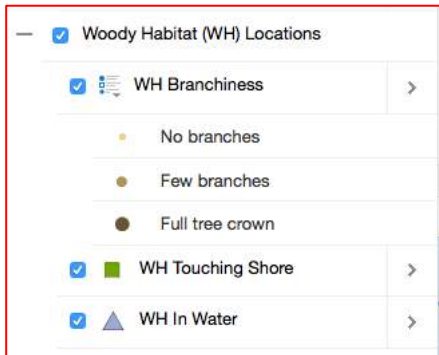 Woody Habitat (WH) Locations
WH Branchiness
No branches
Few branches
Full tree crown
WH Touching Shore
WH In Water